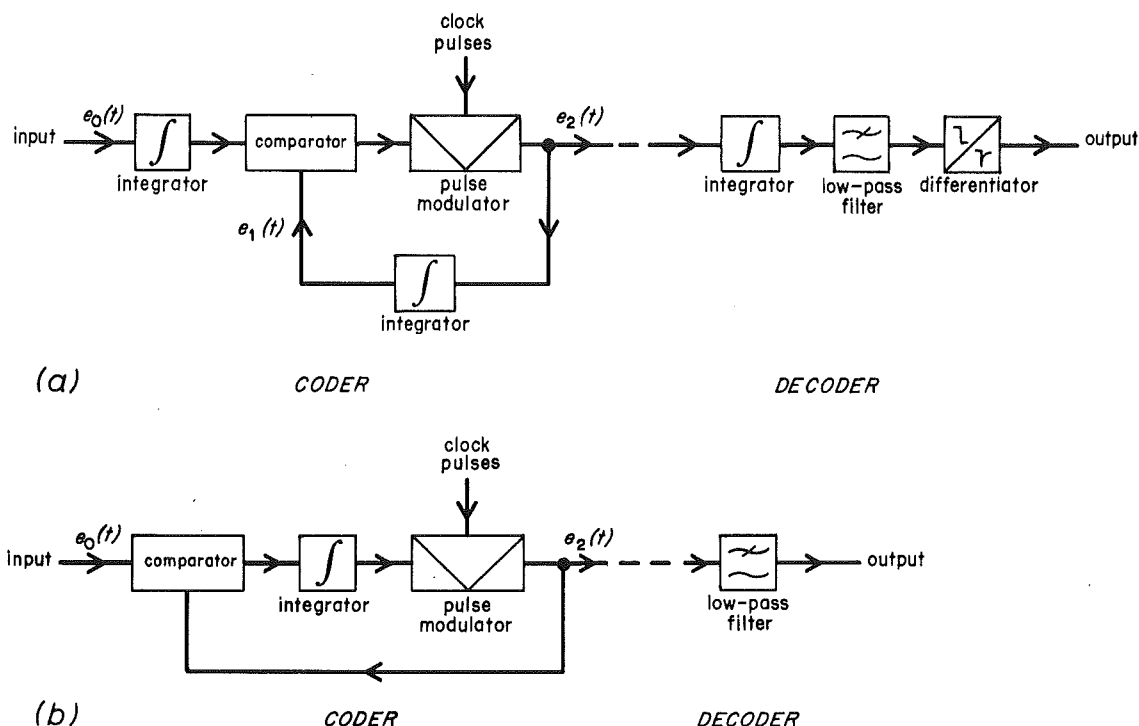 clock
pulses
input
e₀(t)
∫
integrator
comparator
pulse
modulator
e₂(t)
∫
integrator
low-pass
filter
differentiator
output
e₁(t)
∫
integrator
(a)
CODER
DECODER
clock
pulses
input
e₀(t)
comparator
∫
integrator
pulse
modulator
e₂(t)
low-pass
filter
output
(b)
CODER
DECODER